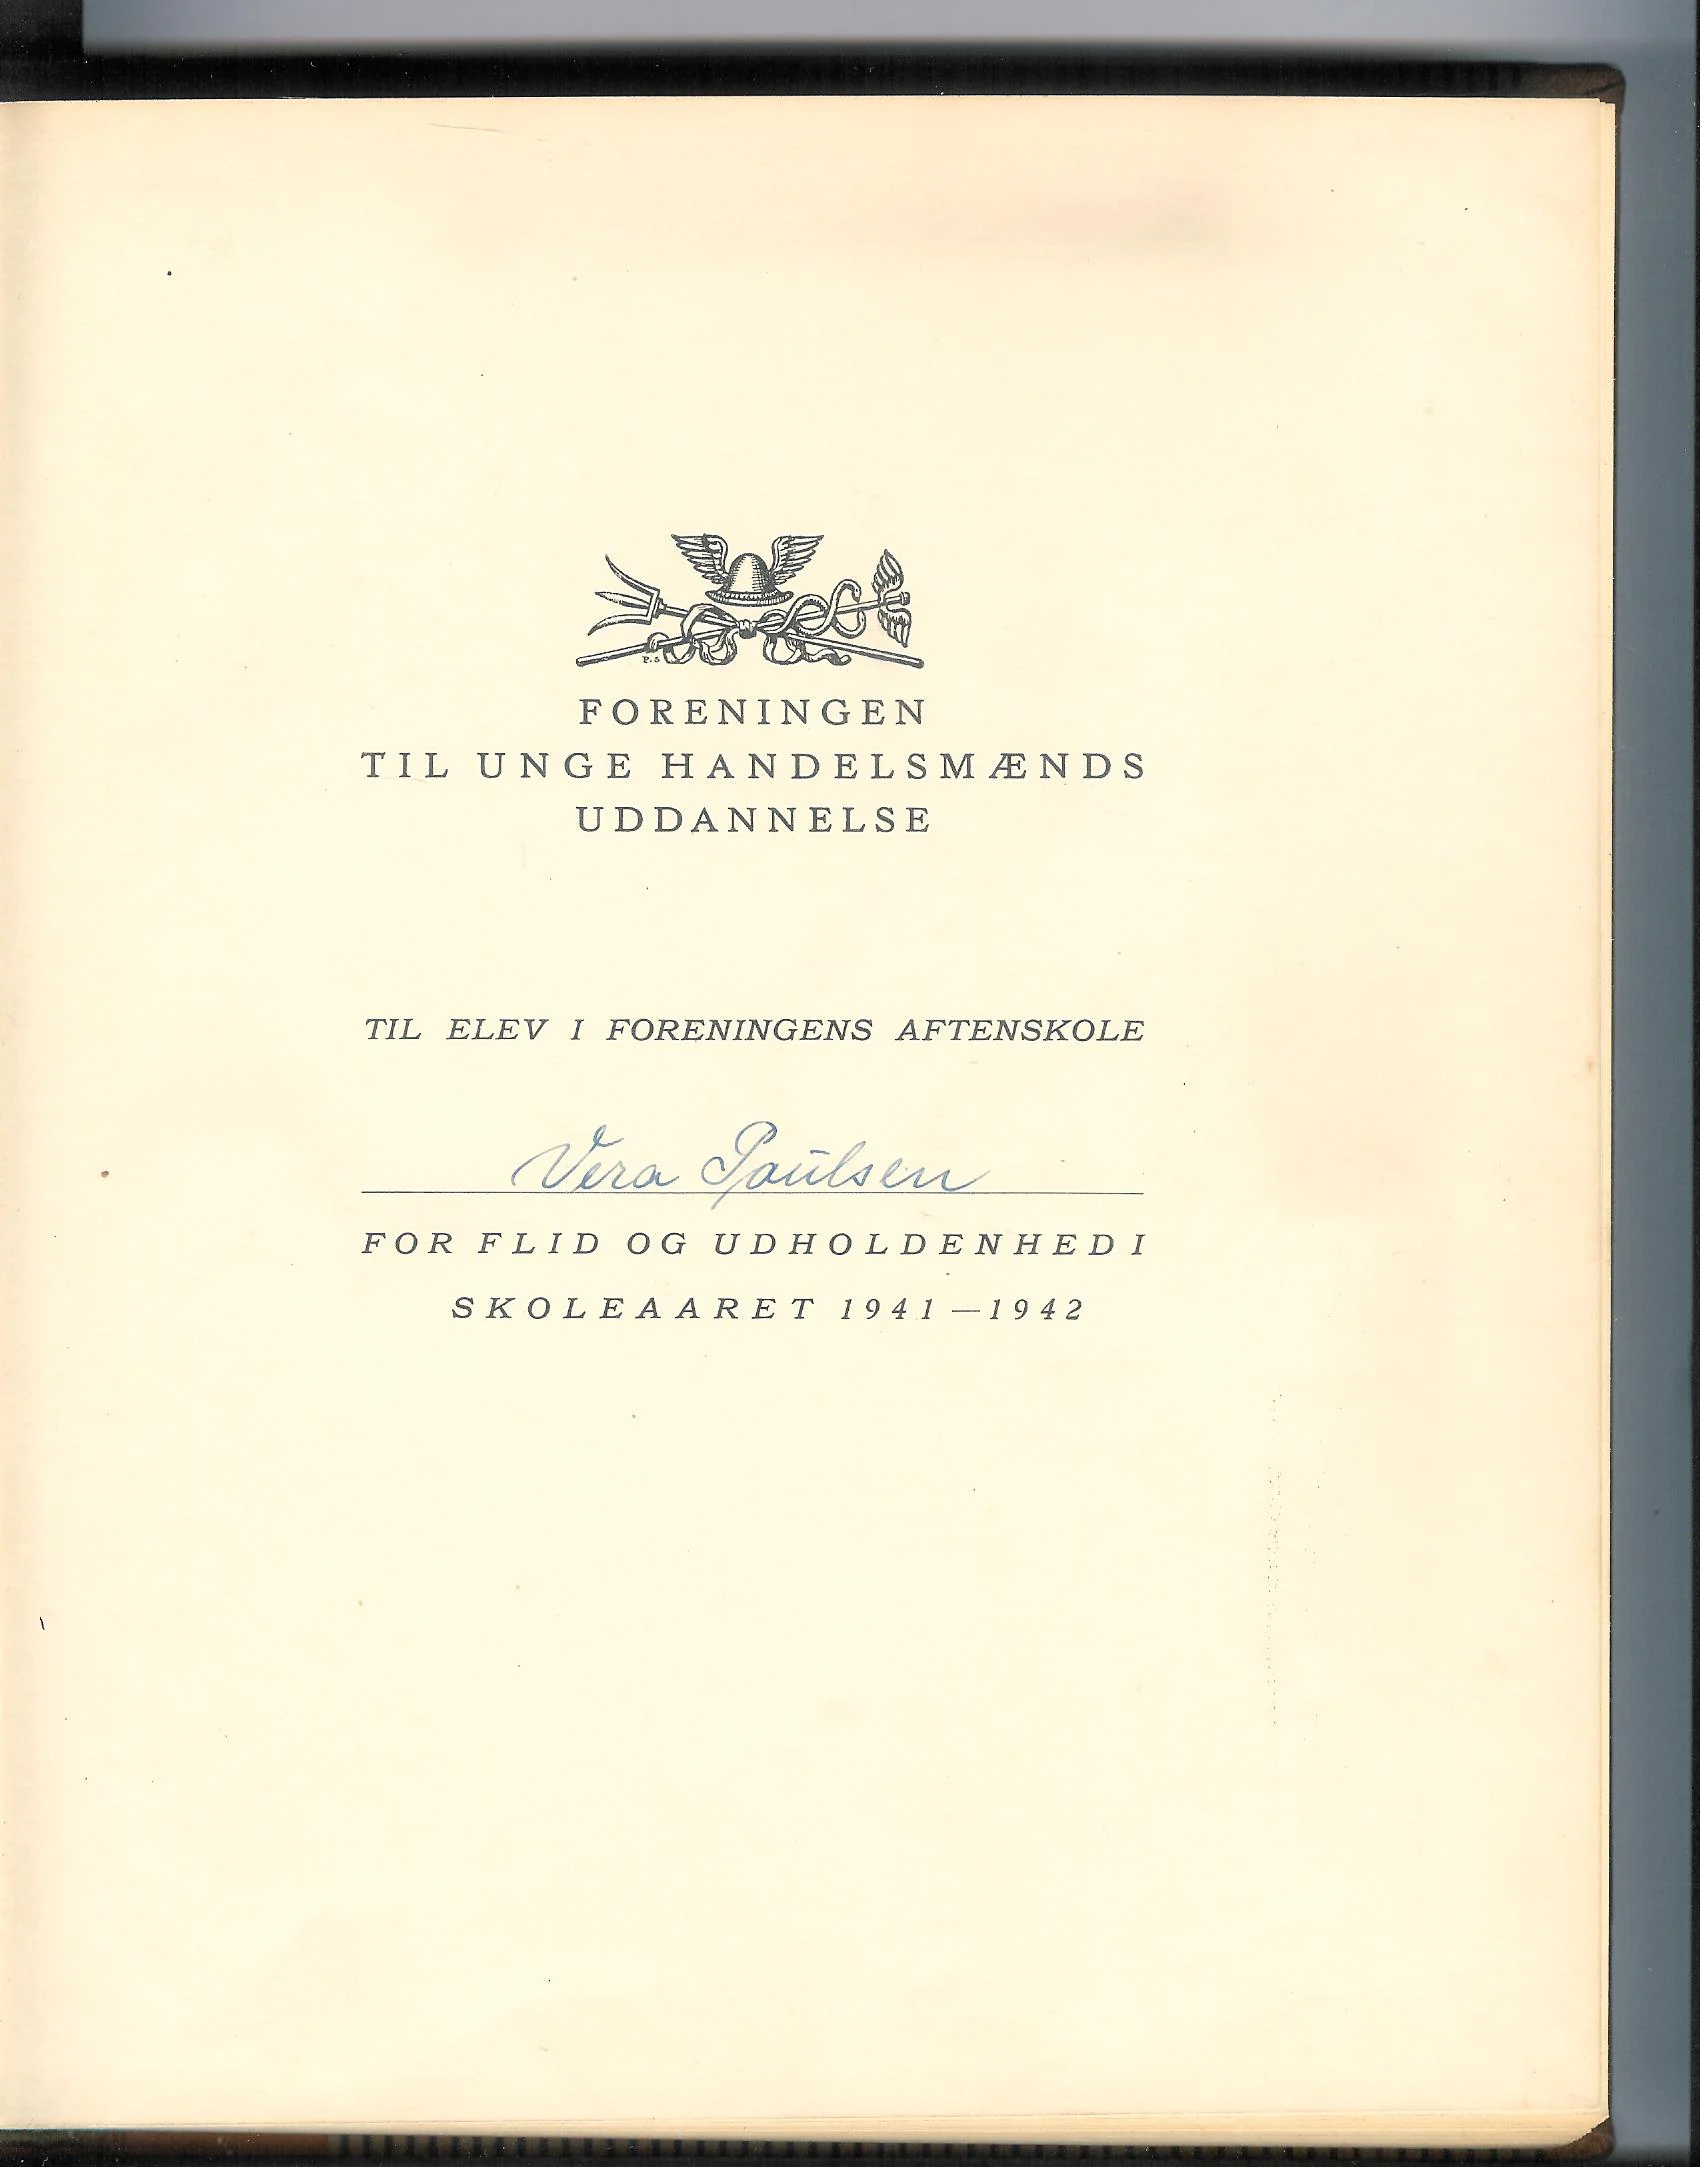 P.S
FORENINGEN
TIL UNGE HANDELSMÆNDS
UDDANNELSE
TIL ELEV I FORENINGENS AFTENSKOLE
Vera Paulsen
FOR FLID OG UDHOLDENHED I
SKOLEAARET 1941—1942